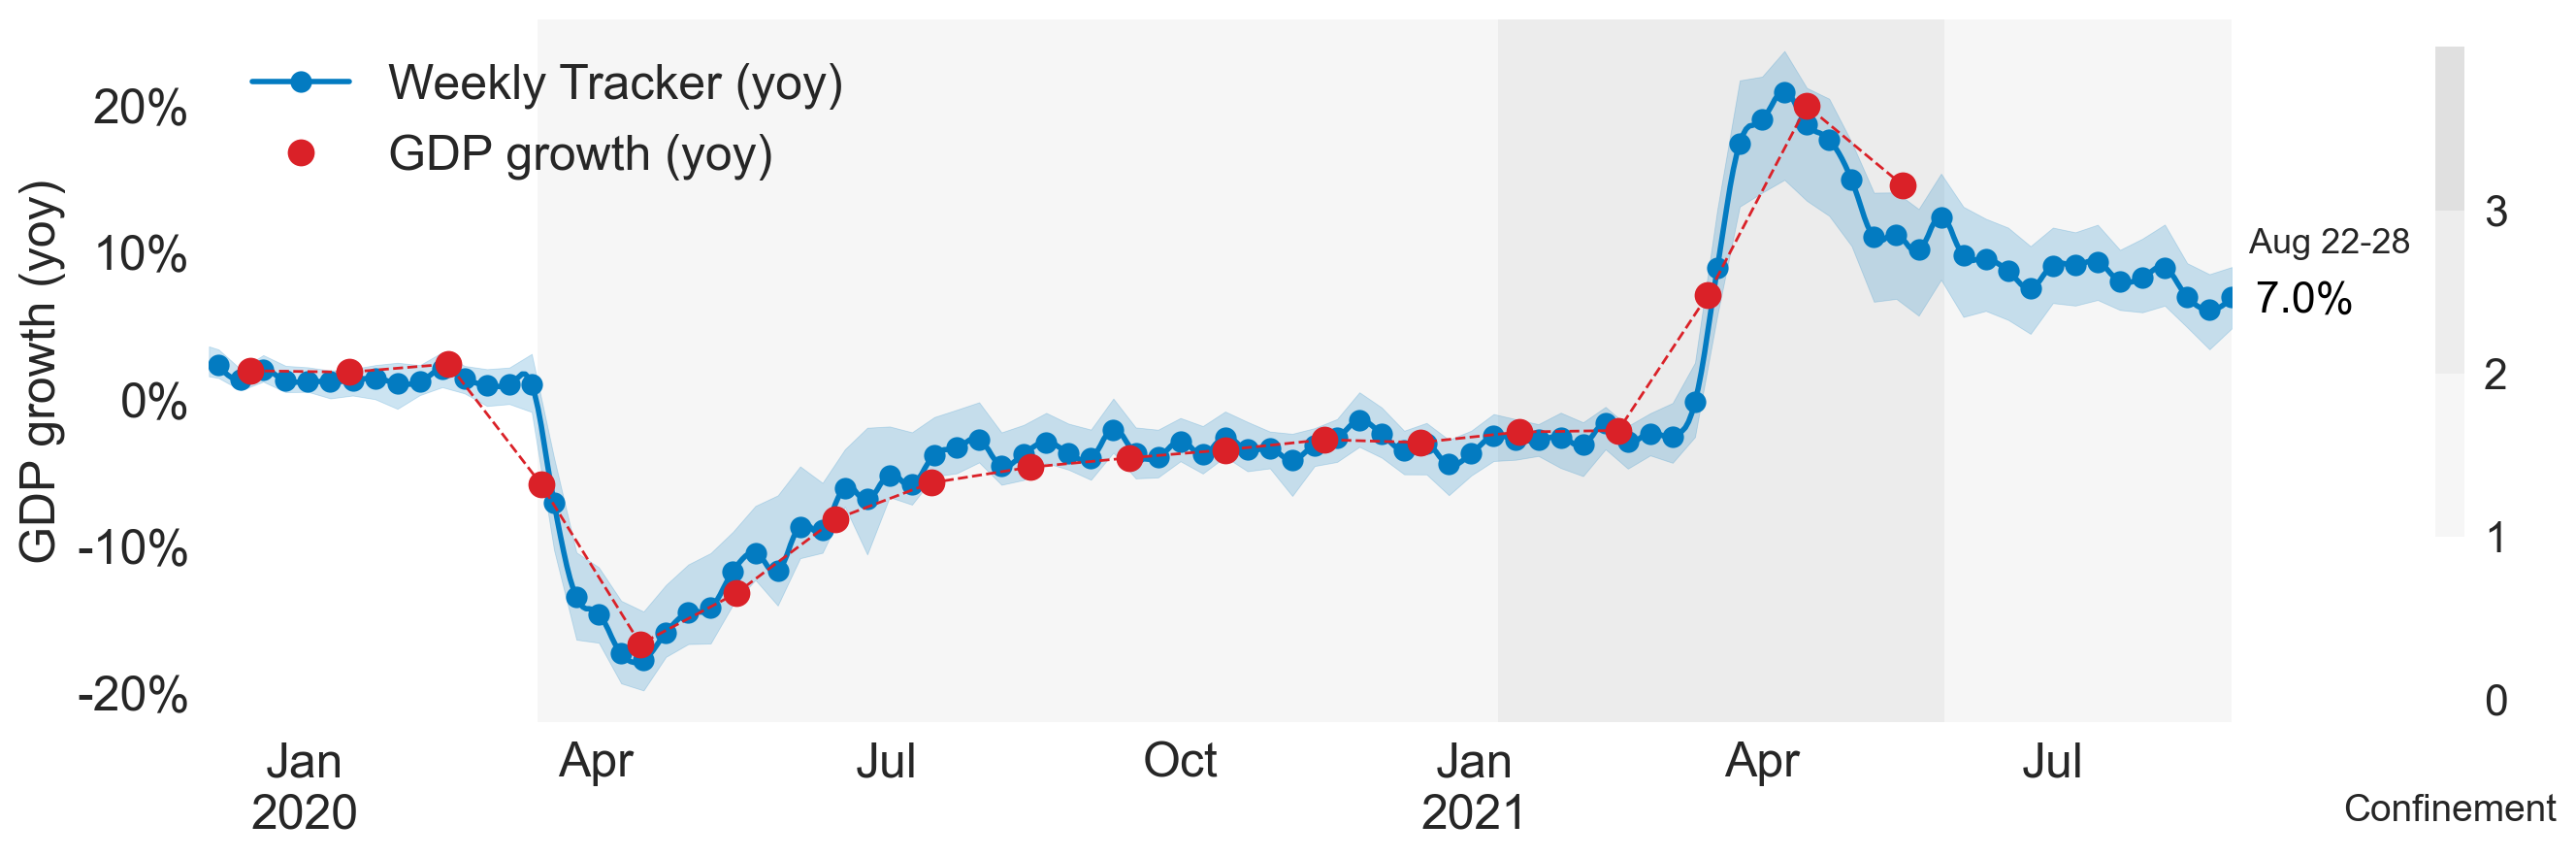 Weekly Tracker (yoy)
GDP growth (yoy)
GDP growth (yoy)
20%
10%
0%
-10%
-20%
Jan
2020
Apr
Jul
Oct
Jan
2021
Apr
Jul
Aug 22-28
7.0%
3
2
1
0
Confinement